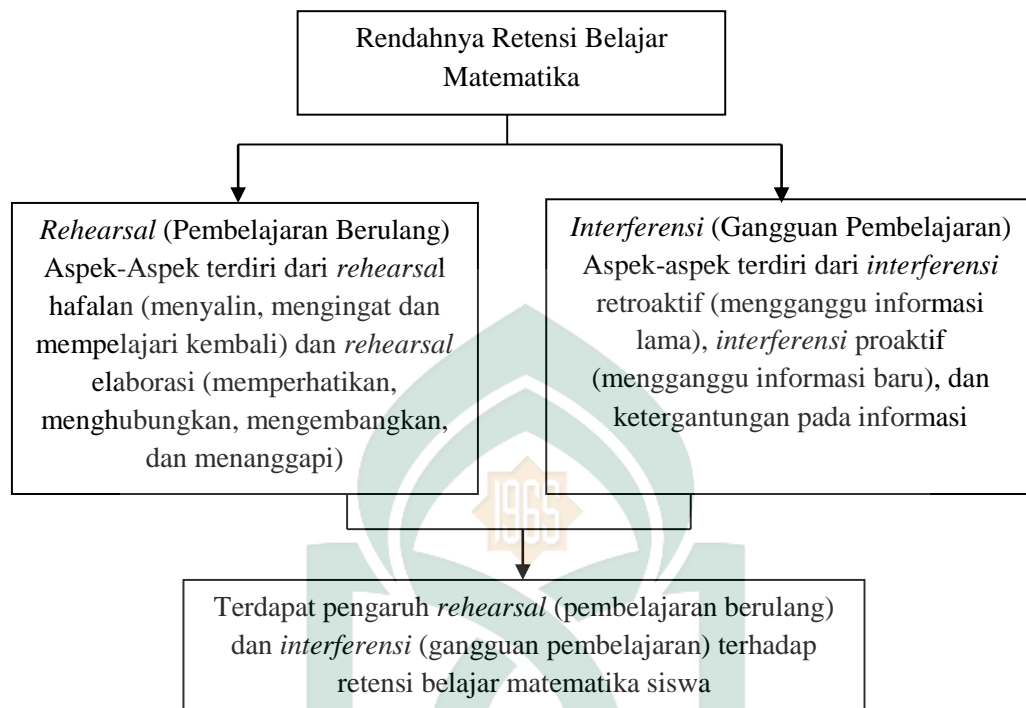 Rendahnya Retensi Belajar
Matematika
Rehearsal (Pembelajaran Berulang)
Aspek-Aspek terdiri dari rehearsal
hafalan (menyalin, mengingat dan
mempelajari kembali) dan rehearsal
elaborasi (memperhatikan,
menghubungkan, mengembangkan,
dan menanggapi)
Interferensi (Gangguan Pembelajaran)
Aspek-aspek terdiri dari interferensi
retroaktif (mengganggu informasi
lama), interferensi proaktif
(mengganggu informasi baru), dan
ketergantungan pada informasi
1965
Terdapat pengaruh rehearsal (pembelajaran berulang)
dan interferensi (gangguan pembelajaran) terhadap
retensi belajar matematika siswa